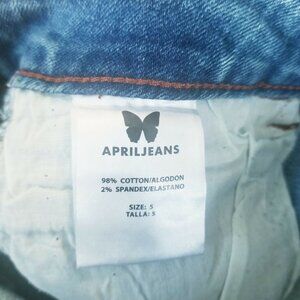 APRILJEANS
98% COTTON/ALGODON
2% SPANDEX/ELASTANO
SIZE: 5
TALLA: 5